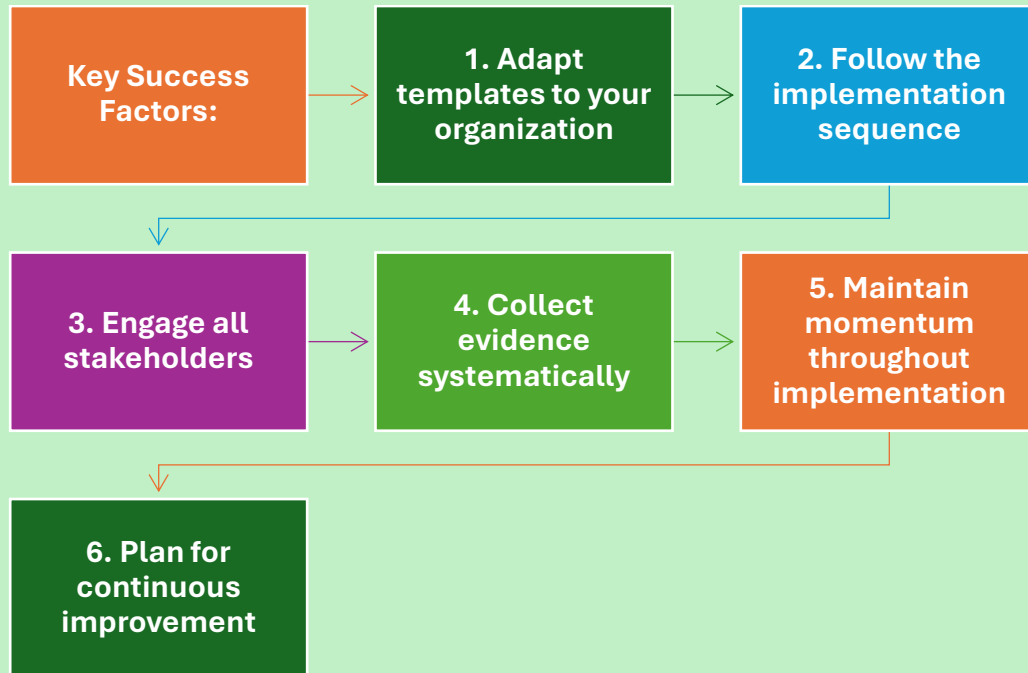 Key Success
Factors:
1. Adapt
templates to your
organization
2. Follow the
implementation
sequence
3. Engage all
stakeholders
4. Collect
evidence
systematically
5. Maintain
momentum
throughout
implementation
6. Plan for
continuous
improvement